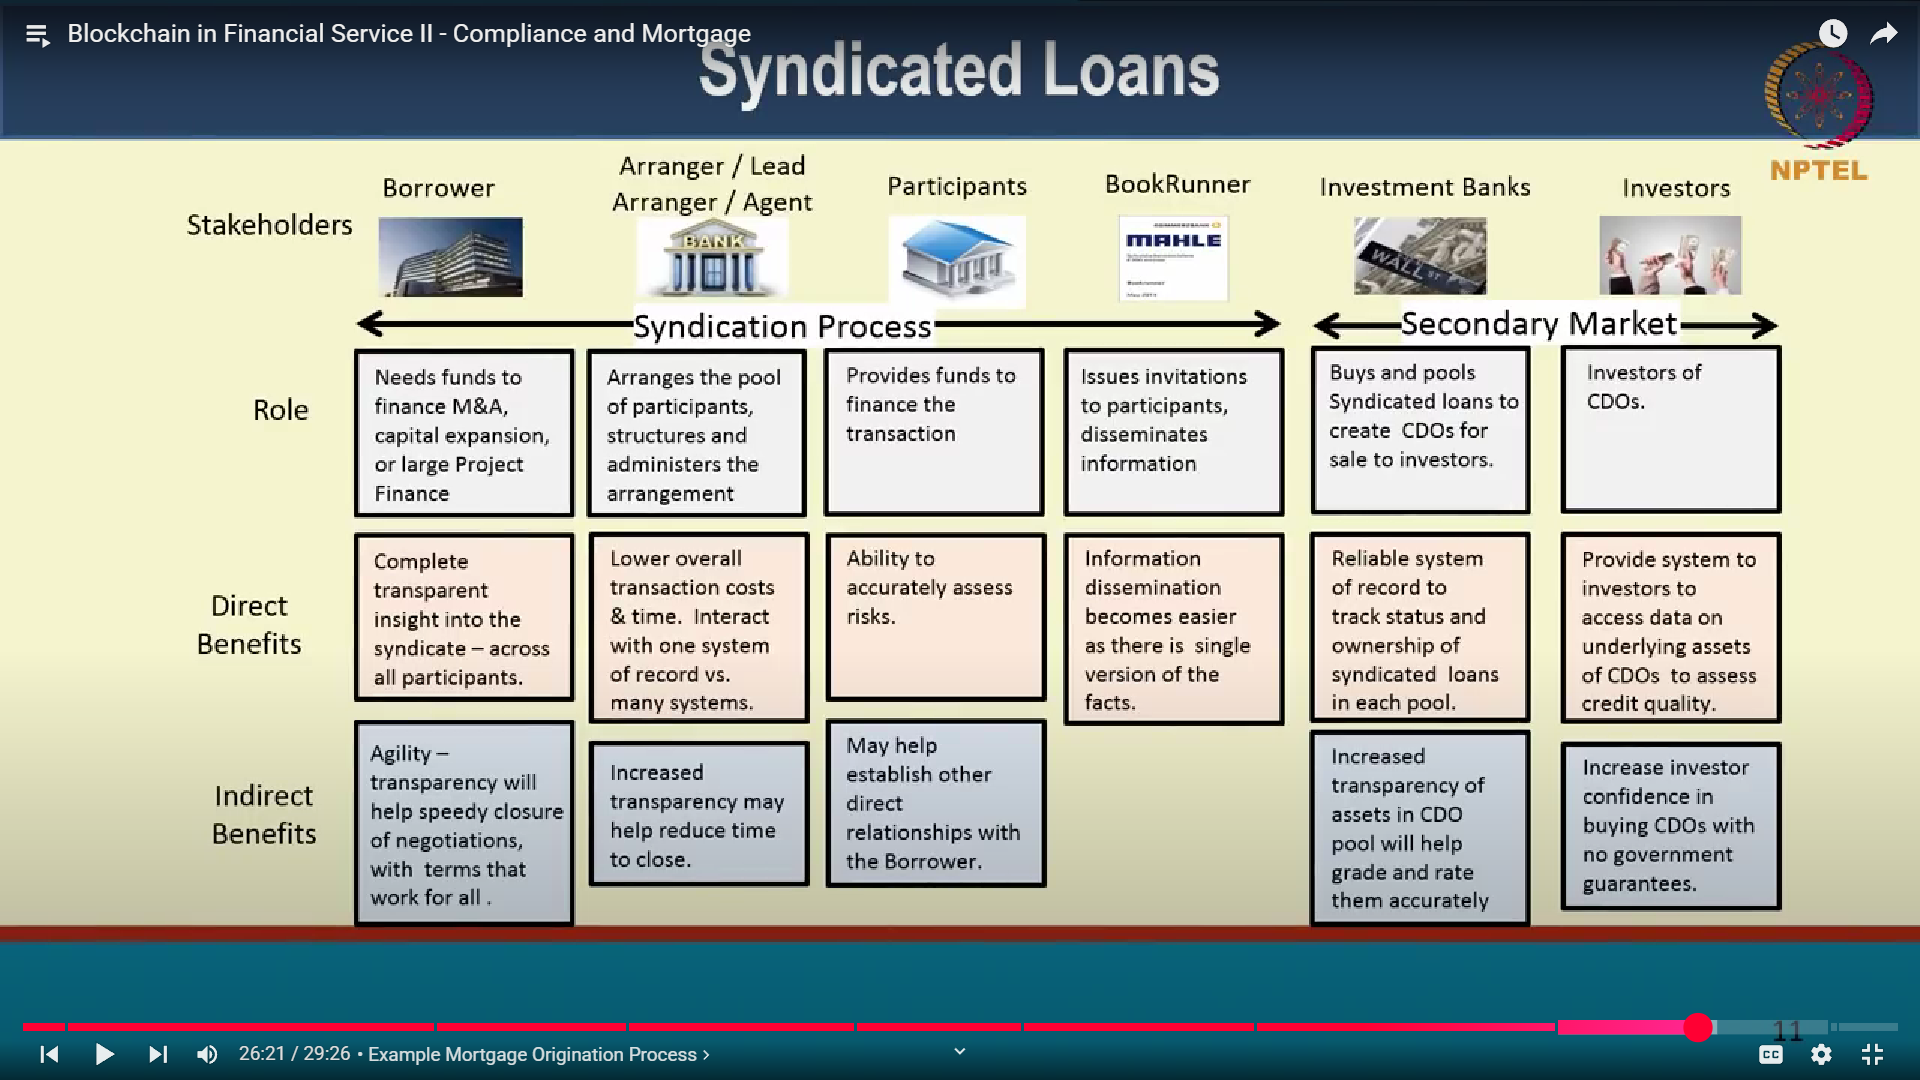 Blockchain in Financial Service II - Compliance and Mortgage
Syndicated Loans
NPTEL
Stakeholders
Borrower
Arranger / Lead
Arranger / Agent
Participants
BookRunner
Investment Banks
Investors
BANK
MAHLE
Bookrunner
WALL ST
Syndication Process
Secondary Market
Role
Needs funds to
finance M&A,
capital expansion,
or large Project
Finance
Arranges the pool
of participants,
structures and
administers the
arrangement
Provides funds to
finance the
transaction
Issues invitations
to participants,
disseminates
information
Buys and pools
Syndicated loans to
create CDOs for
sale to investors.
Investors of
CDOs.
Direct
Benefits
Complete
transparent
insight into the
syndicate – across
all participants.
Lower overall
transaction costs
& time. Interact
with one system
of record vs.
many systems.
Ability to
accurately assess
risks.
Information
dissemination
becomes easier
as there is single
version of the
facts.
Reliable system
of record to
track status and
ownership of
syndicated loans
in each pool.
Provide system to
investors to
access data on
underlying assets
of CDOs to assess
credit quality.
Indirect
Benefits
Agility –
transparency will
help speedy closure
of negotiations,
with terms that
work for all .
Increased
transparency may
help reduce time
to close.
May help
establish other
direct
relationships with
the Borrower.
Increased
transparency of
assets in CDO
pool will help
grade and rate
them accurately
Increase investor
confidence in
buying CDOs with
no government
guarantees.
11
26:21 / 29:26 • Example Mortgage Origination Process ›
CC